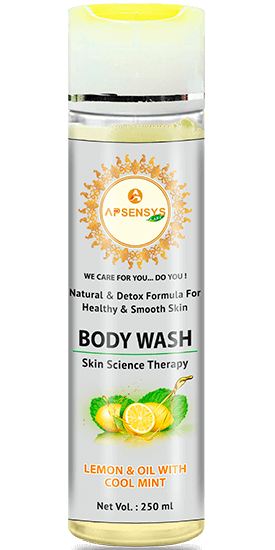 APSENSYS
WE CARE FOR YOU... DO YOU !
Natural & Detox Formula For
Healthy & Smooth Skin
BODY WASH
Skin Science Therapy
LEMON & OIL WITH
COOL MINT
Net Vol. : 250 ml